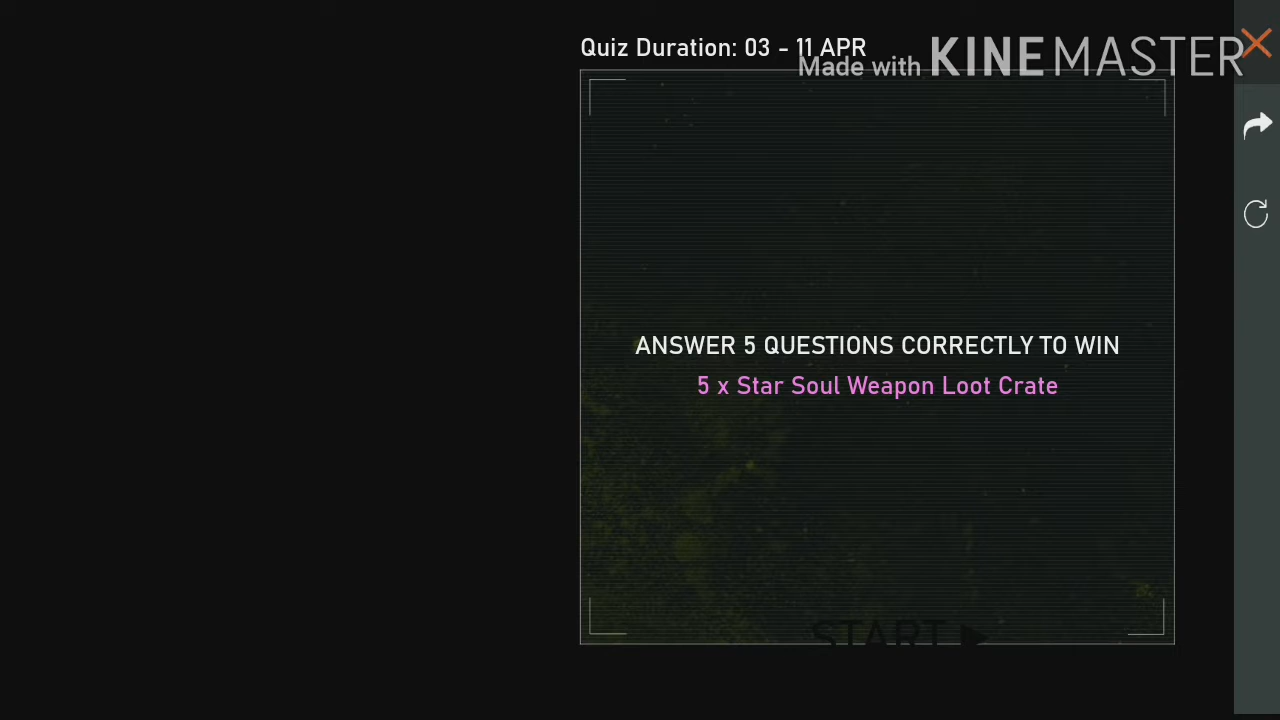 Quiz Duration: 03 - 11 APR
Made with KINEMASTER
ANSWER 5 QUESTIONS CORRECTLY TO WIN
5 x Star Soul Weapon Loot Crate
START